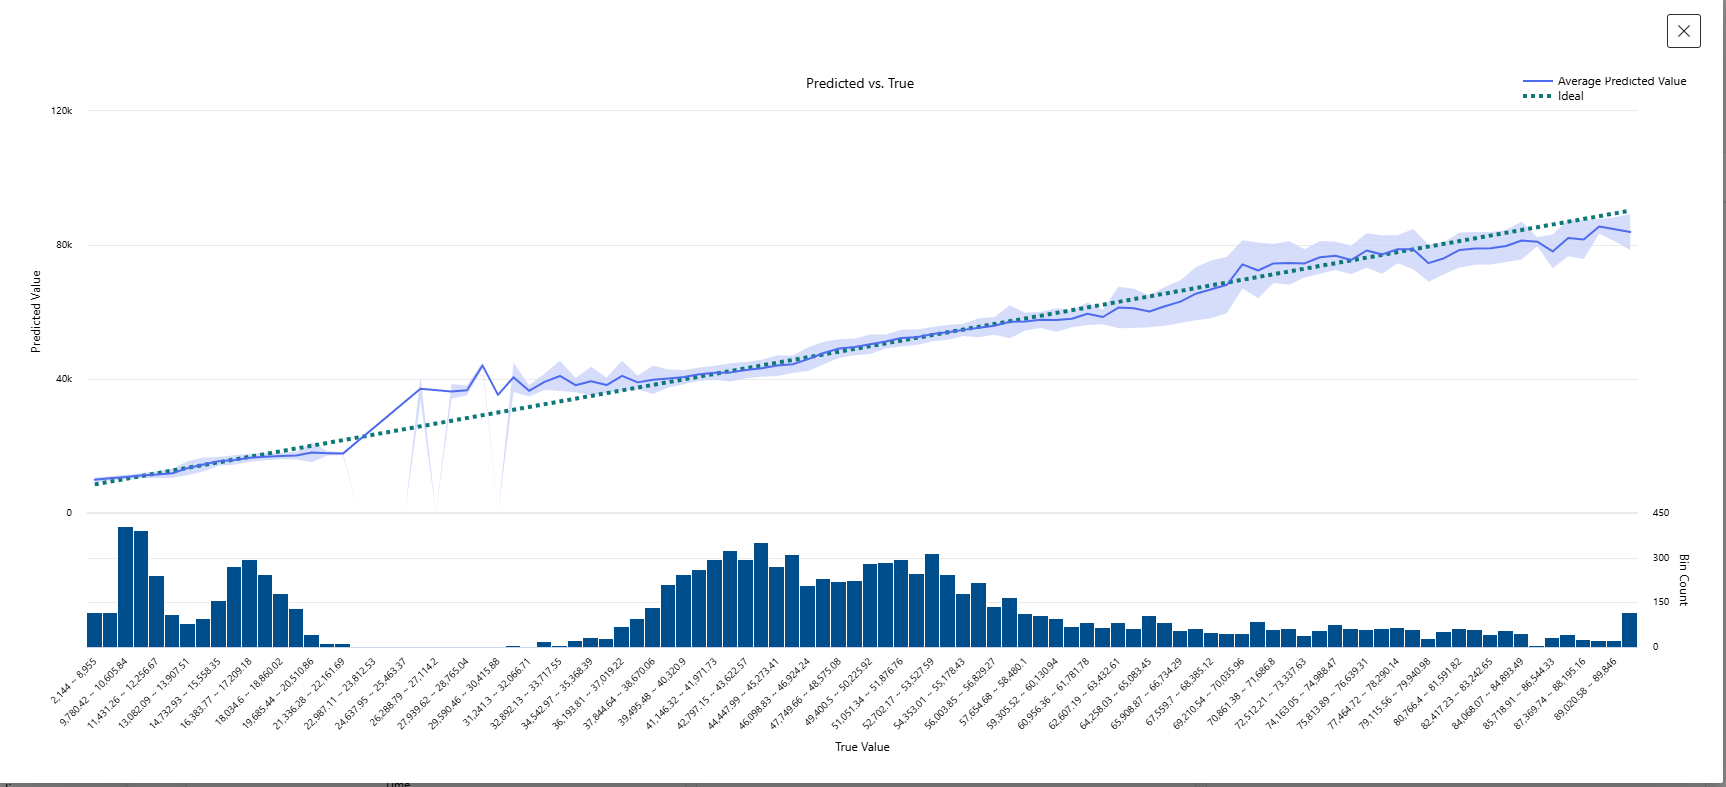 Predicted vs. True
Average Predicted Value
Ideal
120k
80k
40k
0
Predicted Value
450
300
150
0
Bin Count
2,144 – 8,955
9,780.42 – 10,605.84
11,431.26 – 12,256.67
13,082.09 – 13,907.51
14,732.93 – 15,558.35
16,383.77 – 17,209.18
18,034.6 – 18,860.02
19,685.44 – 20,510.86
21,336.28 – 22,161.69
22,987.11 – 23,812.53
24,637.95 – 25,463.37
26,288.79 – 27,114.2
27,939.62 – 28,765.04
29,590.46 – 30,415.88
31,241.3 – 32,066.71
32,892.13 – 33,717.55
34,542.97 – 35,368.39
36,193.81 – 37,019.22
37,844.64 – 38,670.06
39,495.48 – 40,320.9
41,146.32 – 41,971.73
42,797.15 – 43,622.57
44,447.99 – 45,273.41
46,098.83 – 46,924.24
47,749.66 – 48,575.08
49,400.5 – 50,225.92
51,051.34 – 51,876.76
52,702.17 – 53,527.59
54,353.01 – 55,178.43
56,003.85 – 56,829.27
57,654.68 – 58,480.1
59,305.52 – 60,130.94
60,956.36 – 61,781.78
62,607.19 – 63,432.61
64,258.03 – 65,083.45
65,908.87 – 66,734.29
67,559.7 – 68,385.12
69,210.54 – 70,035.96
70,861.38 – 71,686.8
72,512.21 – 73,337.63
74,163.05 – 74,988.47
75,813.89 – 76,639.31
77,464.72 – 78,290.14
79,115.56 – 79,940.98
80,766.4 – 81,591.82
82,417.23 – 83,242.65
84,068.07 – 84,893.49
85,718.91 – 86,544.33
87,369.74 – 88,195.16
89,020.58 – 89,846
True Value
Time